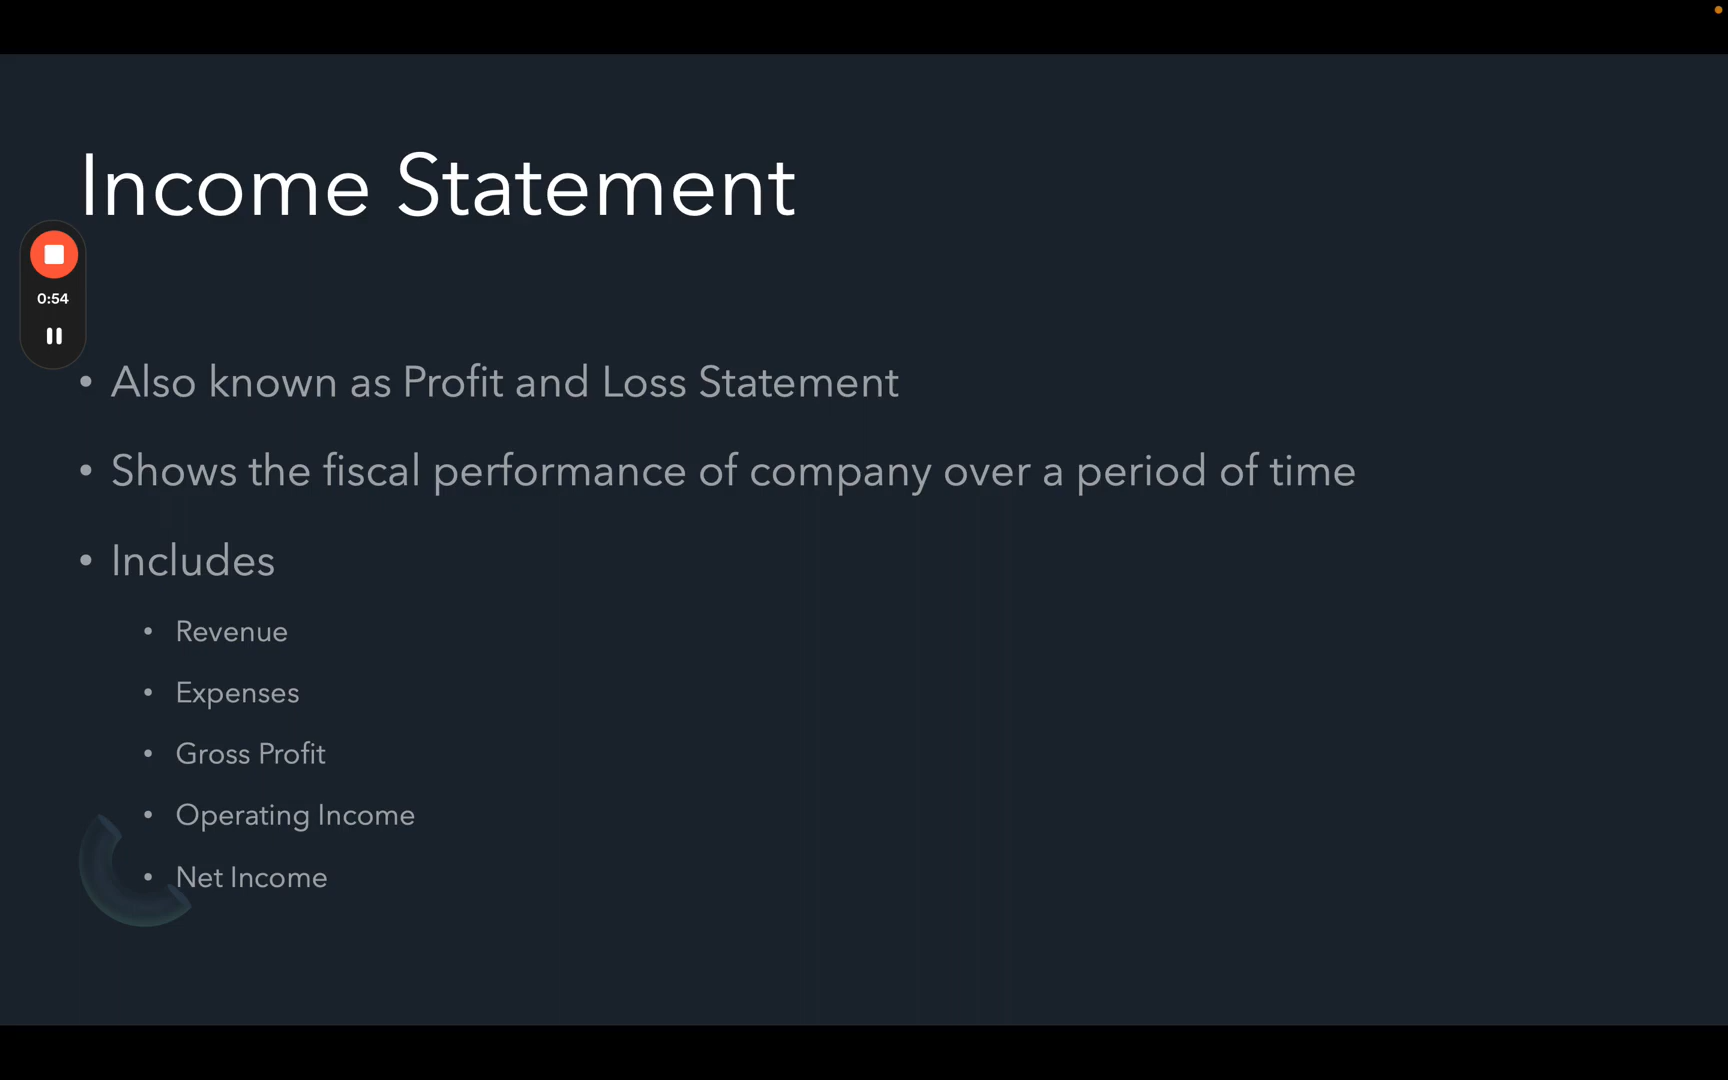 Income Statement
0:54
• Also known as Profit and Loss Statement
• Shows the fiscal performance of company over a period of time
• Includes
• Revenue
• Expenses
• Gross Profit
• Operating Income
• Net Income